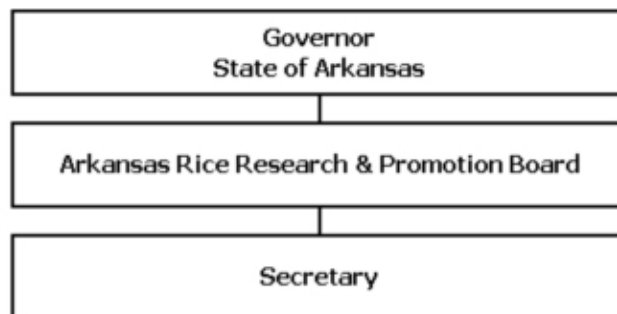 Governor
State of Arkansas
Arkansas Rice Research & Promotion Board
Secretary